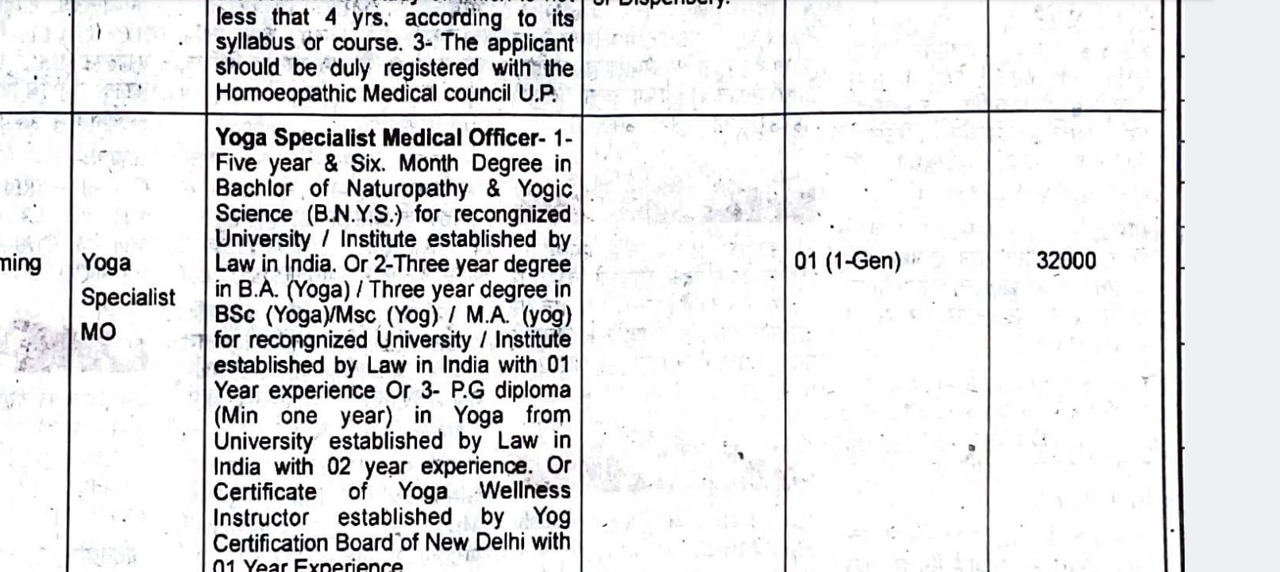 or Dispensery.
less that 4 yrs. according to its
syllabus or course. 3- The applicant
should be duly registered with the
Homoeopathic Medical council U.P.
ming
Yoga
Specialist
MO
Yoga Specialist Medical Officer- 1-
Five year & Six. Month Degree in
Bachlor of Naturopathy & Yogic
Science (B.N.Y.S.) for recongnized
University / Institute established by
Law in India. Or 2-Three year degree
in B.A. (Yoga) / Three year degree in
BSc (Yoga)/Msc (Yog) / M.A. (yog)
for recongnized University / Institute
established by Law in India with 01
Year experience Or 3- P.G diploma
(Min one year) in Yoga from
University established by Law in
India with 02 year experience. Or
Certificate of Yoga Wellness
Instructor established by Yog
Certification Board of New Delhi with
01 Year Experience
01 (1-Gen)
32000